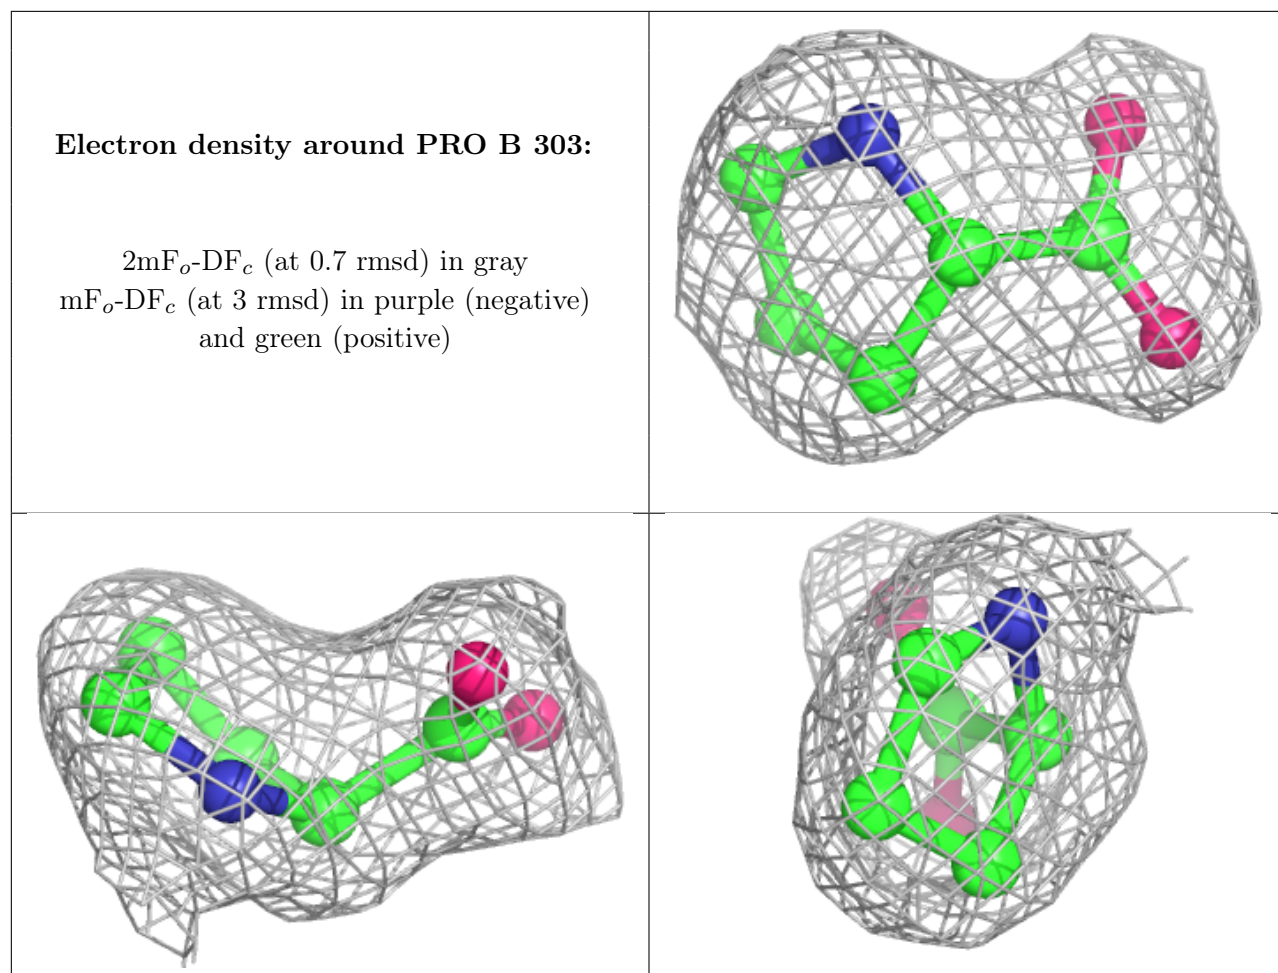 Electron density around PRO B 303:
2mFₒ-DF𝒸 (at 0.7 rmsd) in gray
mFₒ-DF𝒸 (at 3 rmsd) in purple (negative)
and green (positive)